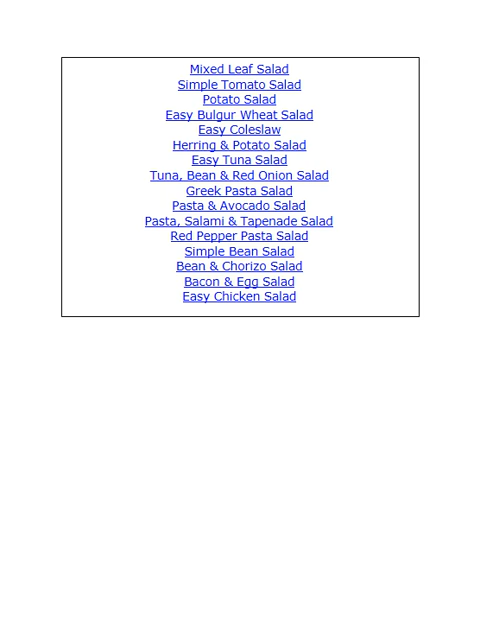 Mixed Leaf Salad
Simple Tomato Salad
Potato Salad
Easy Bulgur Wheat Salad
Easy Coleslaw
Herring & Potato Salad
Easy Tuna Salad
Tuna, Bean & Red Onion Salad
Greek Pasta Salad
Pasta & Avocado Salad
Pasta, Salami & Tapenade Salad
Red Pepper Pasta Salad
Simple Bean Salad
Bean & Chorizo Salad
Bacon & Egg Salad
Easy Chicken Salad